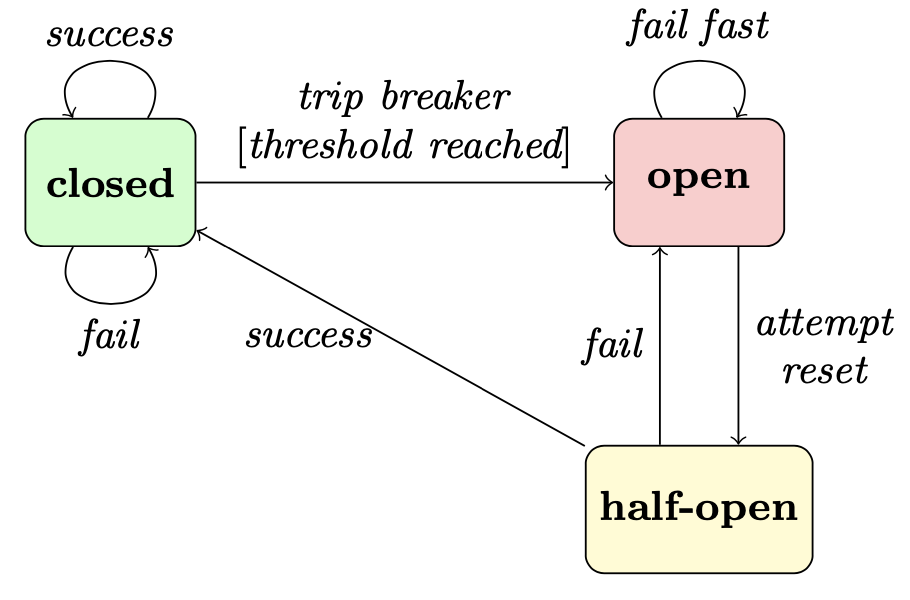 success
fail fast
trip breaker
[threshold reached]
closed
open
fail
success
fail
attempt
reset
half-open